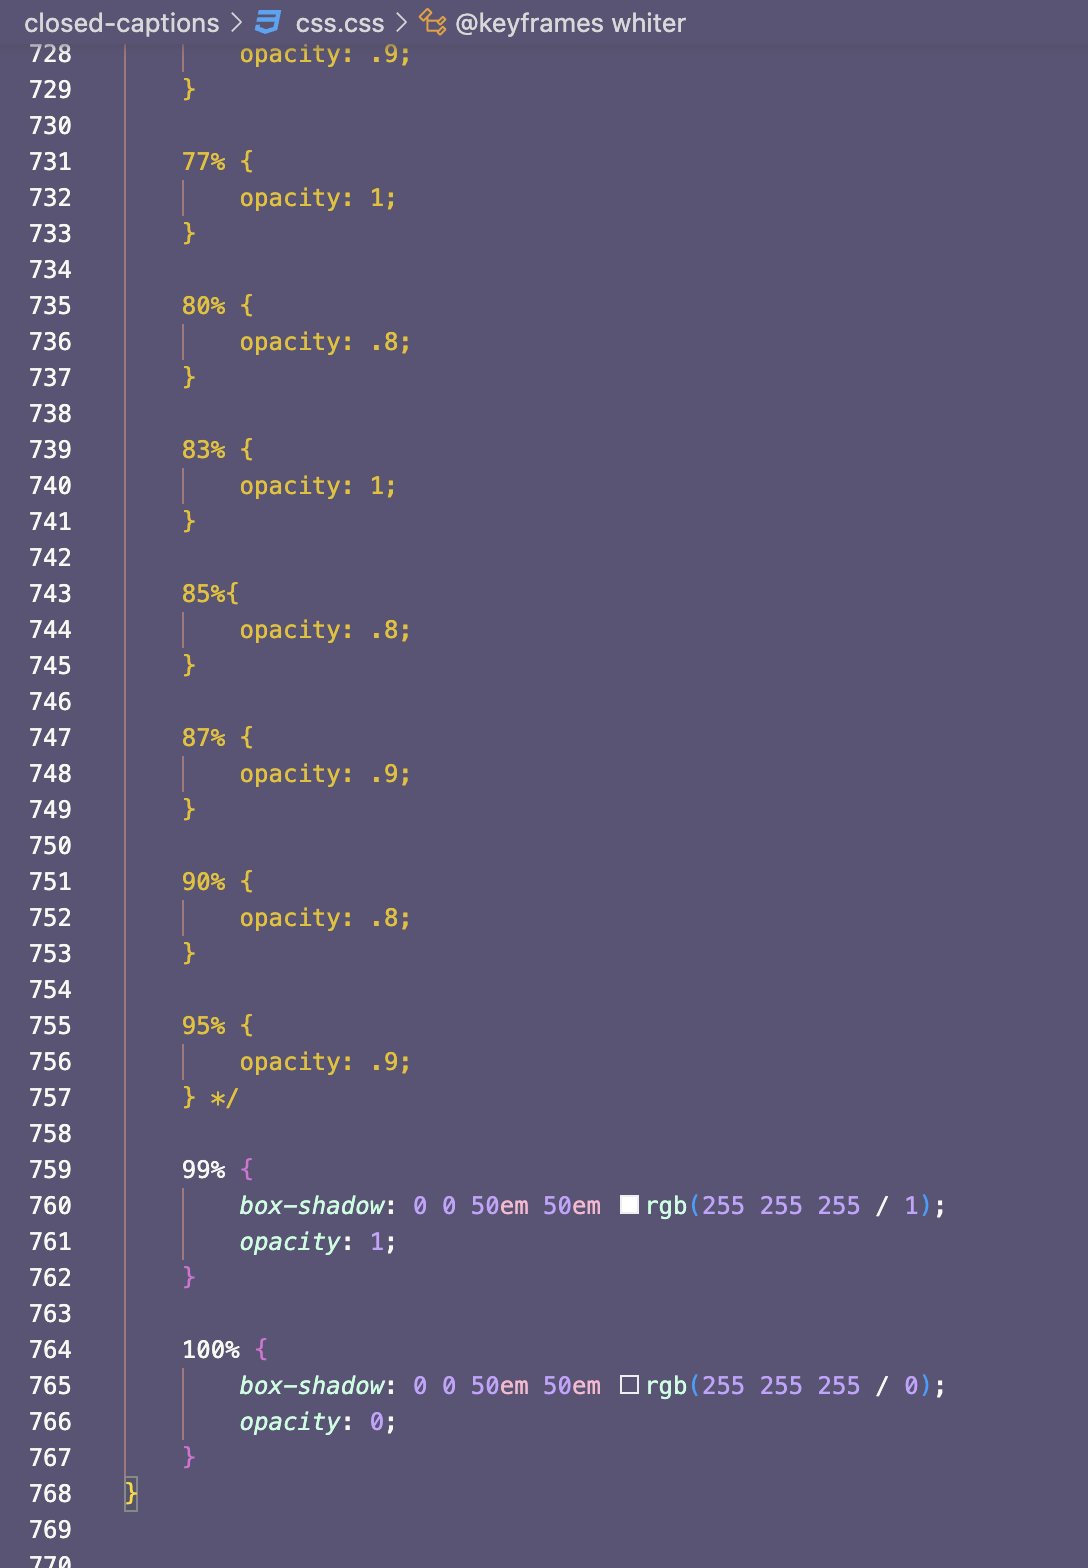 closed-captions > css.css > @keyframes whiter
728 opacity: .9;
729 }
730
731 77% {
732 opacity: 1;
733 }
734
735 80% {
736 opacity: .8;
737 }
738
739 83% {
740 opacity: 1;
741 }
742
743 85%{
744 opacity: .8;
745 }
746
747 87% {
748 opacity: .9;
749 }
750
751 90% {
752 opacity: .8;
753 }
754
755 95% {
756 opacity: .9;
757 } */
758
759 99% {
760 box-shadow: 0 0 50em 50em rgb(255 255 255 / 1);
761 opacity: 1;
762 }
763
764 100% {
765 box-shadow: 0 0 50em 50em rgb(255 255 255 / 0);
766 opacity: 0;
767 }
768 }
769
770